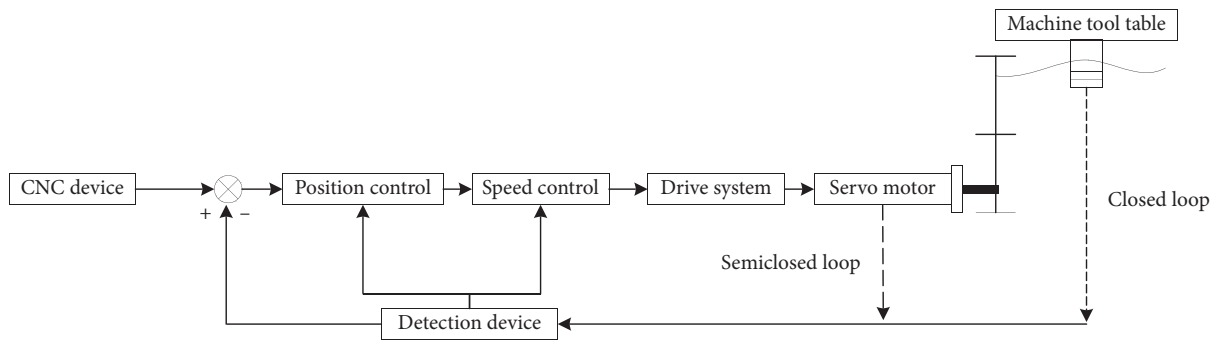 Machine tool table
CNC device
Position control
Speed control
Drive system
Servo motor
Closed loop
+ –
Semiclosed loop
Detection device